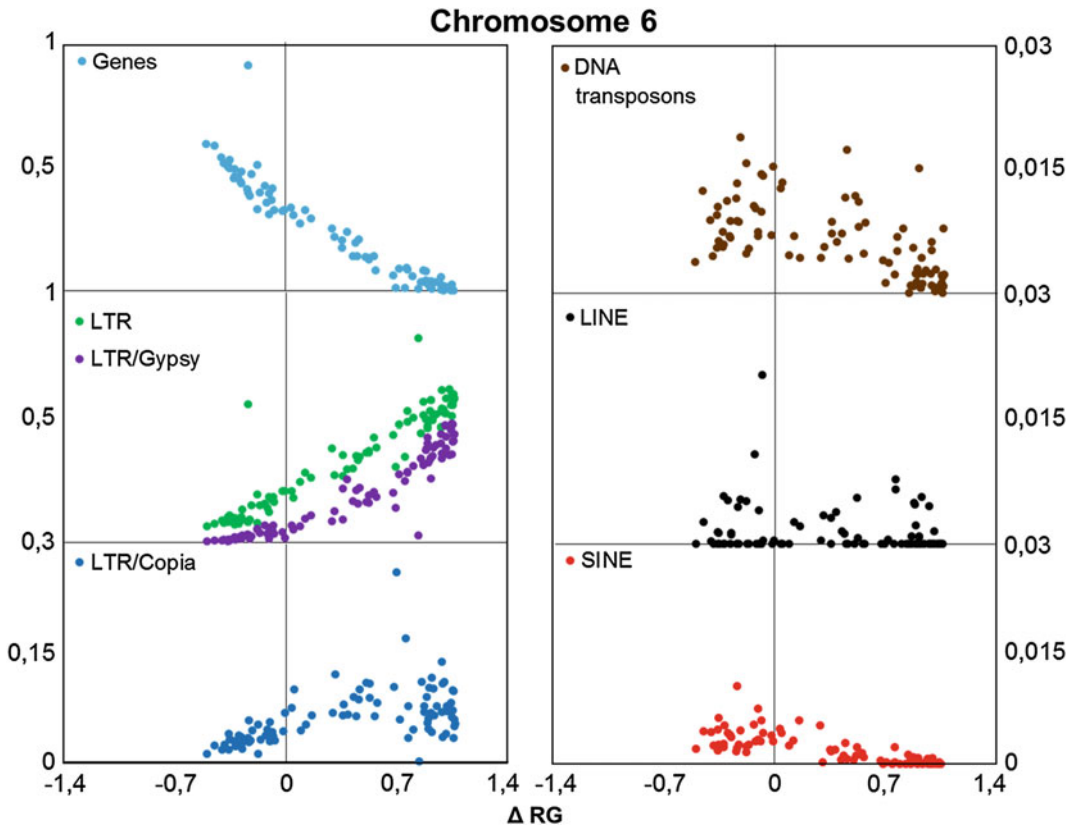 Chromosome 6
1
0,5
1
0,5
0,3
0,15
0
Genes
LTR
LTR/Gypsy
LTR/Copia
-1,4
-0,7
0
0,7
1,4
DNA
transposons
LINE
SINE
0,03
0,015
0,03
0,015
0,03
0,015
0
-1,4
-0,7
0
0,7
1,4
Δ RG